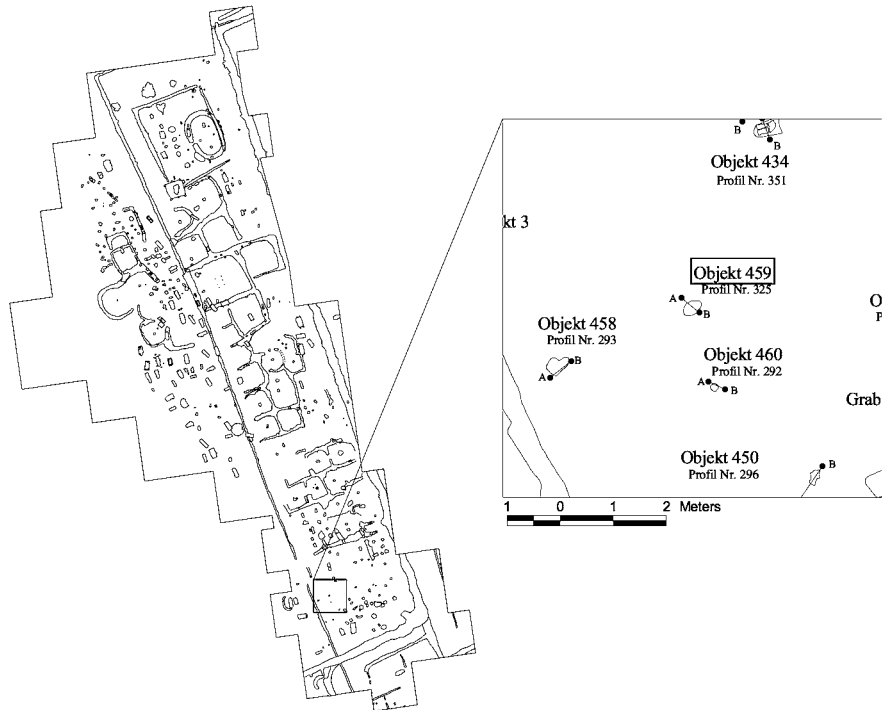 B
B
Objekt 434
Profil Nr. 351
kt 3
Objekt 459
Profil Nr. 325
A
B
O
P
Objekt 458
Profil Nr. 293
B
A
Objekt 460
Profil Nr. 292
A
B
Grab
Objekt 450
Profil Nr. 296
B
1 0 1 2 Meters